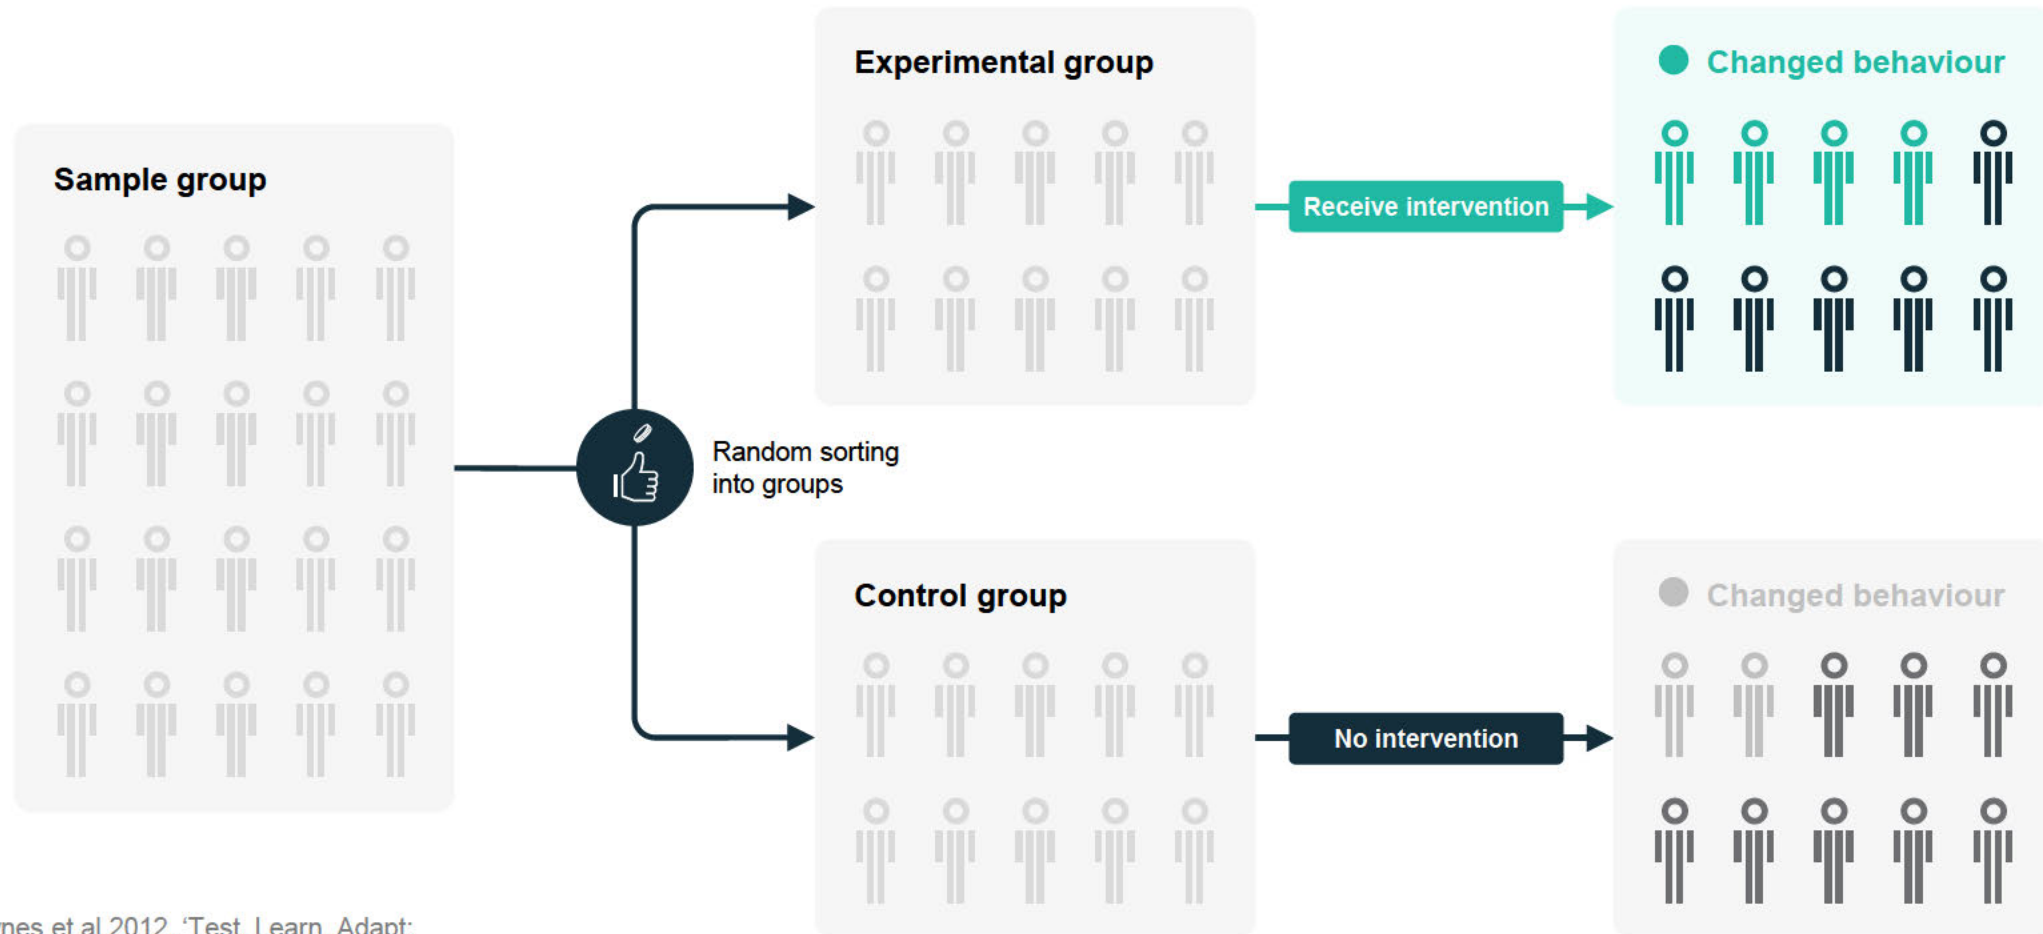 Sample group
Random sorting
into groups
Experimental group
Receive intervention
Changed behaviour
Control group
No intervention
Changed behaviour
et al 2012, ‘Test, Learn, Adapt: